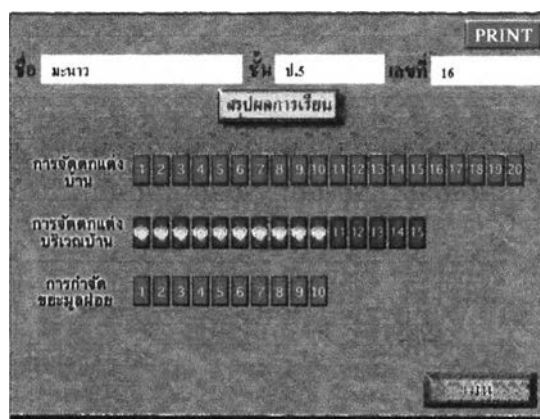 PRINT
ชื่อ มะนาว ชั้น ป.5 เลขที่ 16
สรุปผลการเรียน
การจัดตกแต่ง
บ้าน
1 2 3 4 5 6 7 8 9 10 11 12 13 14 15 16 17 18 19 20
การจัดตกแต่ง
บริเวณบ้าน
11 12 13 14 15
การกำจัด
ขยะมูลฝอย
1 2 3 4 5 6 7 8 9 10
เมนู